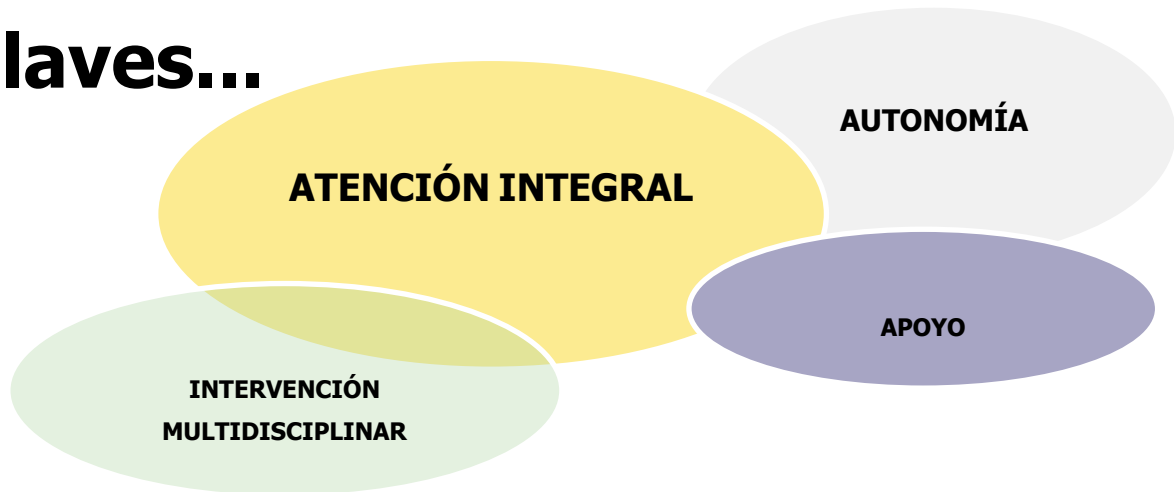 laves...
AUTONOMÍA
ATENCIÓN INTEGRAL
APOYO
INTERVENCIÓN
MULTIDISCIPLINAR